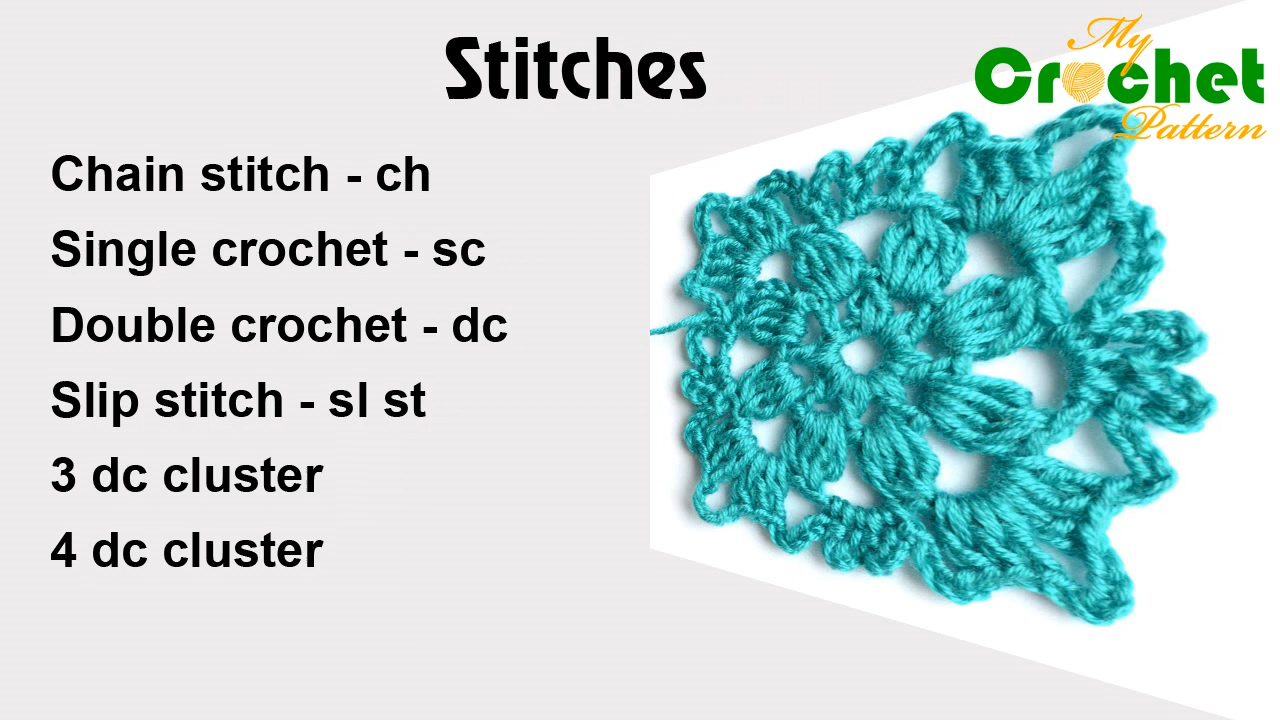 Stitches
My
Crochet
Pattern
Chain stitch - ch
Single crochet - sc
Double crochet - dc
Slip stitch - sl st
3 dc cluster
4 dc cluster